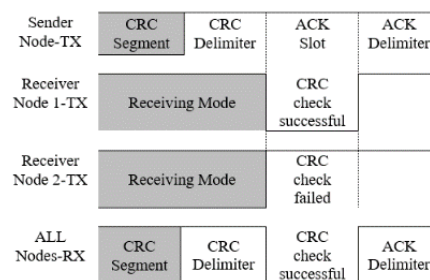 Sender
Node-TX
CRC
Segment
CRC
Delimiter
ACK
Slot
ACK
Delimiter
Receiver
Node 1-TX
Receiving Mode
CRC
check
successful
Receiver
Node 2-TX
Receiving Mode
CRC
check
failed
ALL
Nodes-RX
CRC
Segment
CRC
Delimiter
CRC
check
successful
ACK
Delimiter